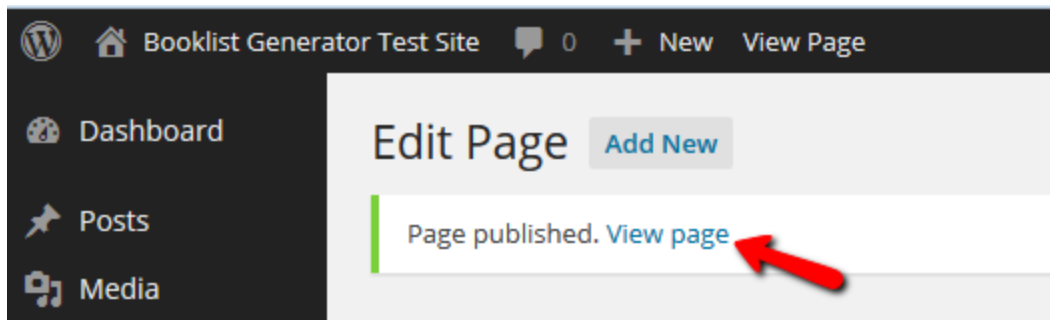 Booklist Generator Test Site 0 New View Page
Dashboard
Edit Page Add New
Posts
Page published. View page
Media